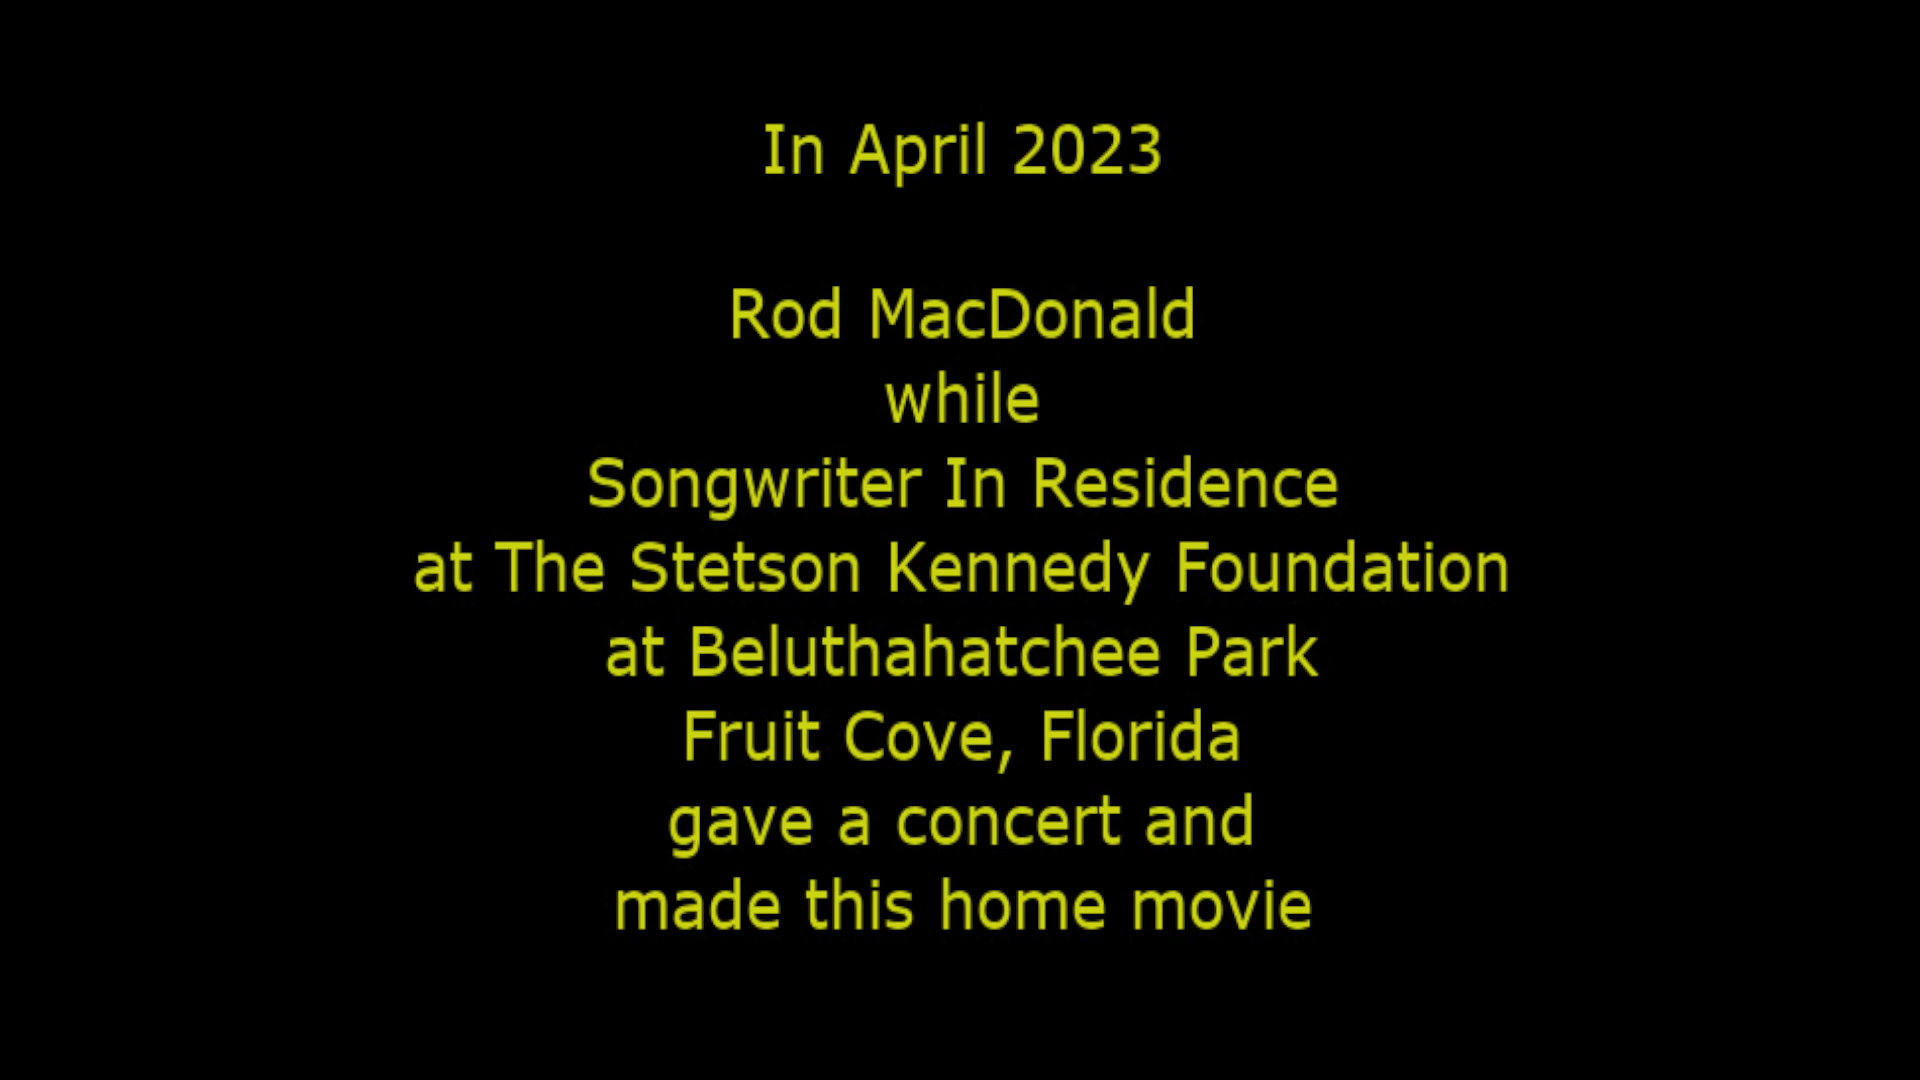 In April 2023
Rod MacDonald
while
Songwriter In Residence
at The Stetson Kennedy Foundation
at Beluthahatchee Park
Fruit Cove, Florida
gave a concert and
made this home movie